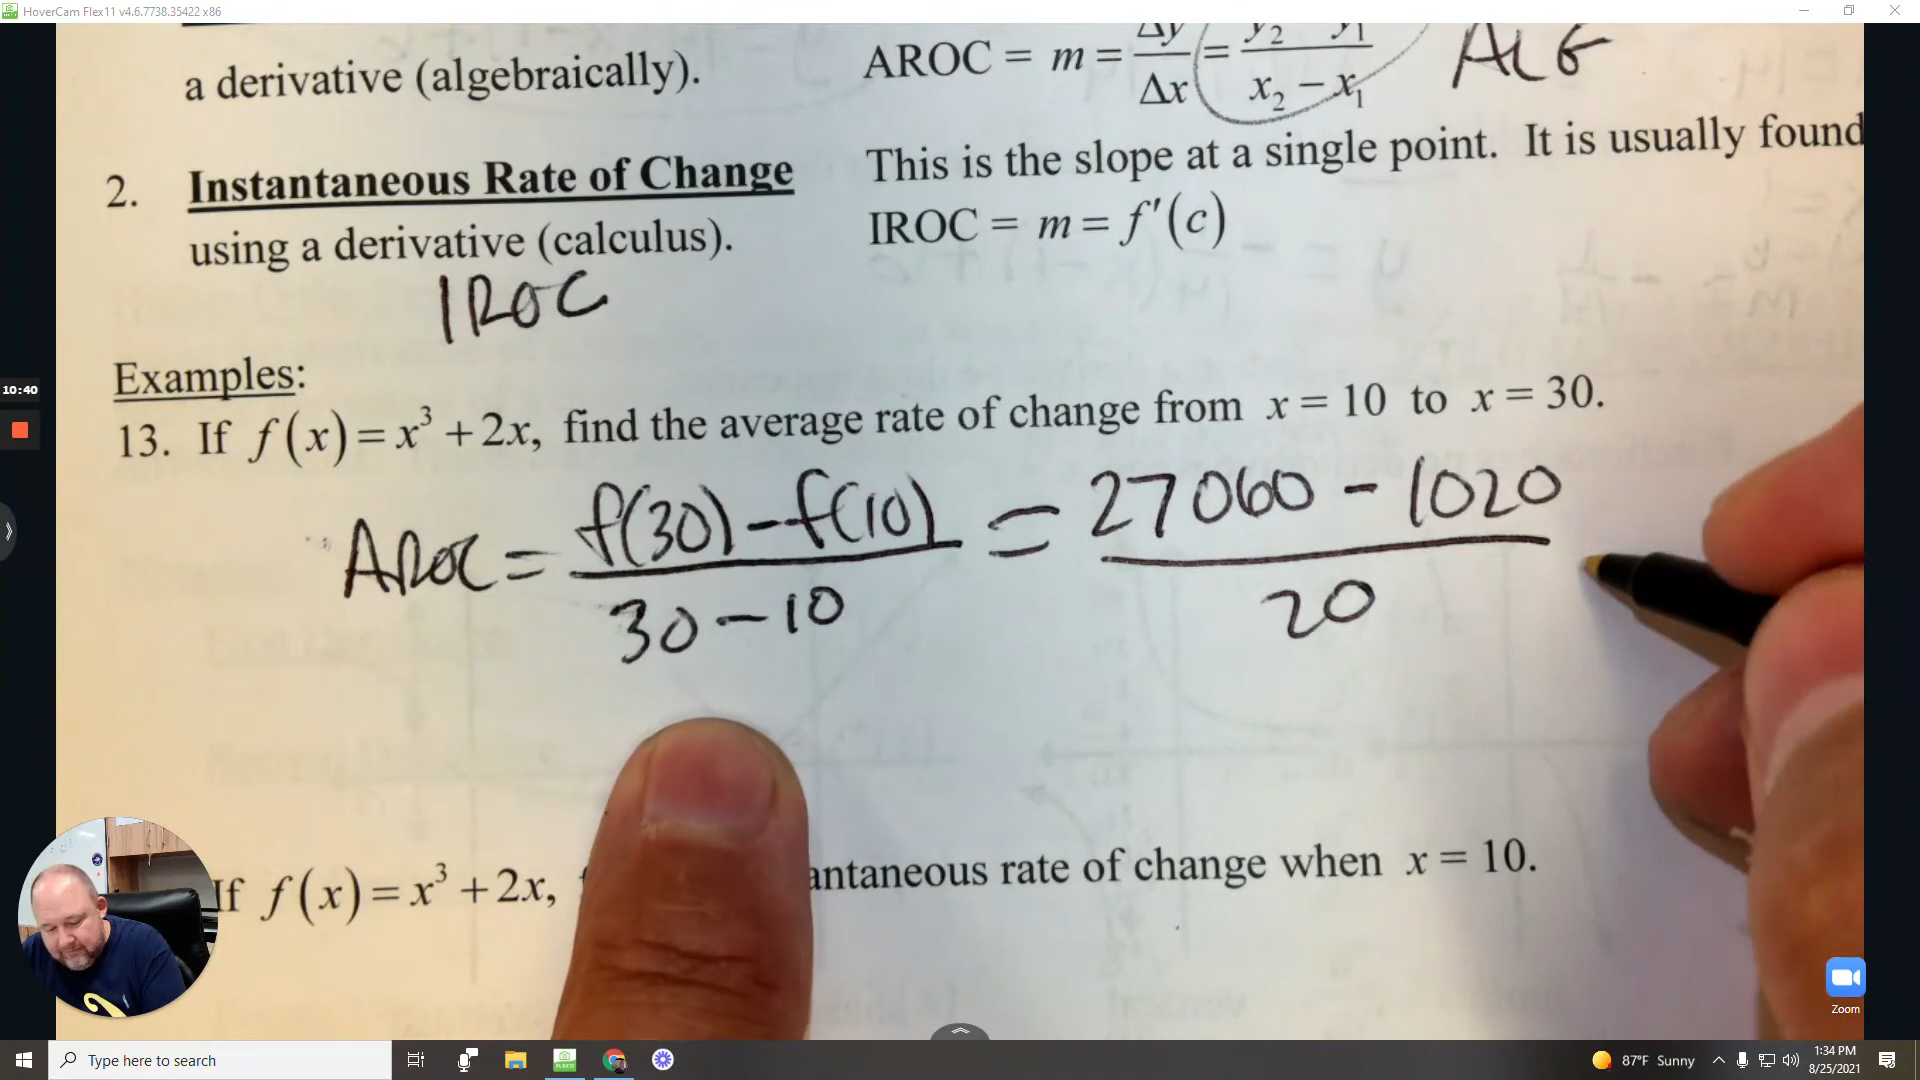 HoverCam Flex11 v4.6.7738.35422 x86
a derivative (algebraically). AROC = m = Δy/Δx = y₂ − y₁/x₂ − x₁ ALG
2. Instantaneous Rate of Change This is the slope at a single point. It is usually found
using a derivative (calculus). IROC = m = f′(c)
IROC
Examples:
10:40
13. If f(x) = x³ + 2x, find the average rate of change from x = 10 to x = 30.
AROC = f(30) − f(10)/30 − 10 = 27060 − 1020/20
If f(x) = x³ + 2x, antaneous rate of change when x = 10.
Zoom
Type here to search
FLEX11
87°F Sunny
1:34 PM
8/25/2021